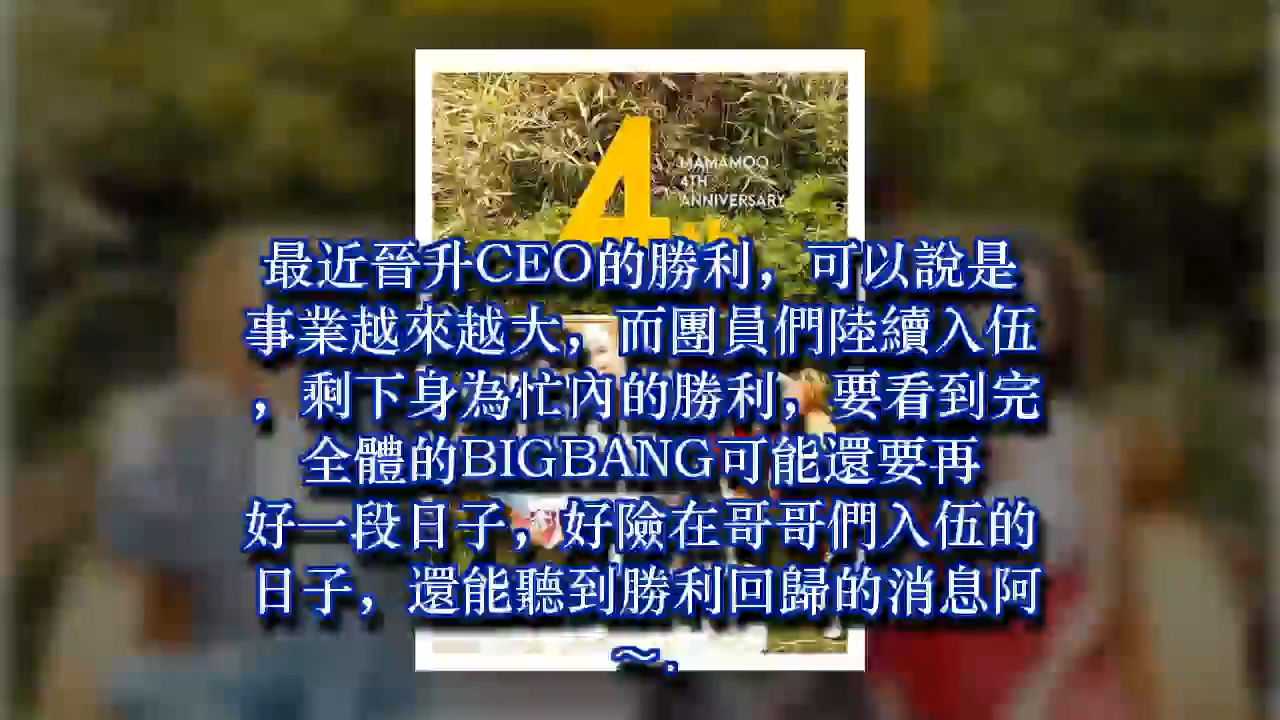 4
MAMAMOO
4TH
ANNIVERSARY
最近晉升CEO的勝利，可以說是
事業越來越大，而團員們陸續入伍
，剩下身為忙內的勝利，要看到完
全體的BIGBANG可能還要再
好一段日子，好險在哥哥們入伍的
日子，還能聽到勝利回歸的消息阿
～.